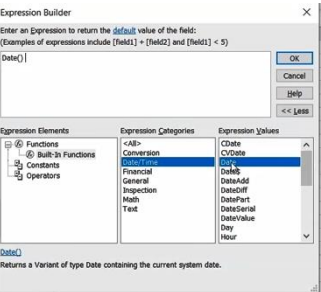 Expression Builder
Enter an Expression to return the default value of the field:
(Examples of expressions include [field1] + [field2] and [field1] < 5)
Date()
OK
Cancel
Help
<< Less
Expression Elements
Functions
Built-In Functions
Constants
Operators
Expression Categories
<All>
Conversion
Date/Time
Financial
General
Inspection
Math
Text
Expression Values
CDate
CVDate
Date
Date$
DateAdd
DateDiff
DatePart
DateSerial
DateValue
Day
Hour
Date()
Returns a Variant of type Date containing the current system date.